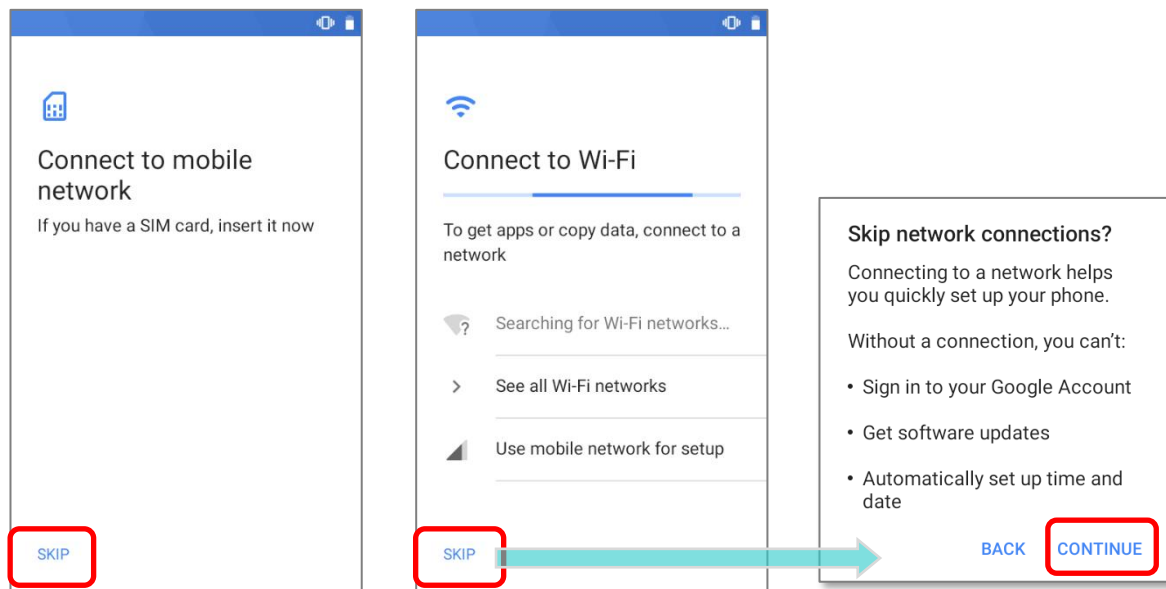 Connect to mobile
network
If you have a SIM card, insert it now
SKIP
Connect to Wi-Fi
To get apps or copy data, connect to a
network
Searching for Wi-Fi networks...
See all Wi-Fi networks
Use mobile network for setup
SKIP
Skip network connections?
Connecting to a network helps
you quickly set up your phone.
Without a connection, you can't:
• Sign in to your Google Account
• Get software updates
• Automatically set up time and
date
BACK CONTINUE